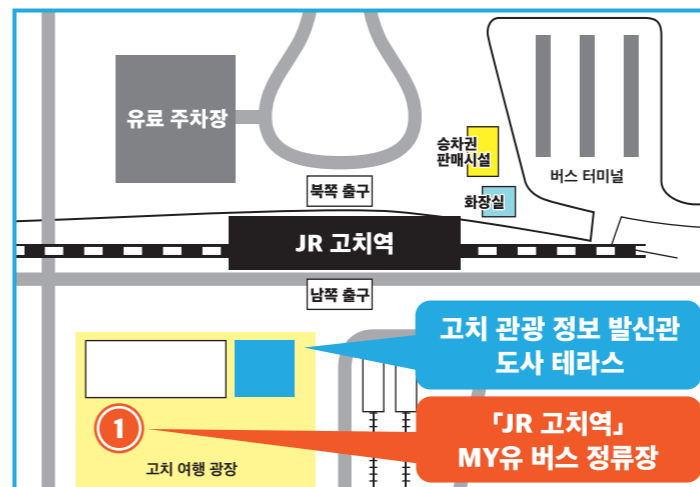 유료 주차장
승차권
판매시설
버스 터미널
화장실
북쪽 출구
JR 고치역
남쪽 출구
고치 관광 정보 발신관
도사 테라스
1
「JR 고치역」
MY유 버스 정류장
고치 여행 광장